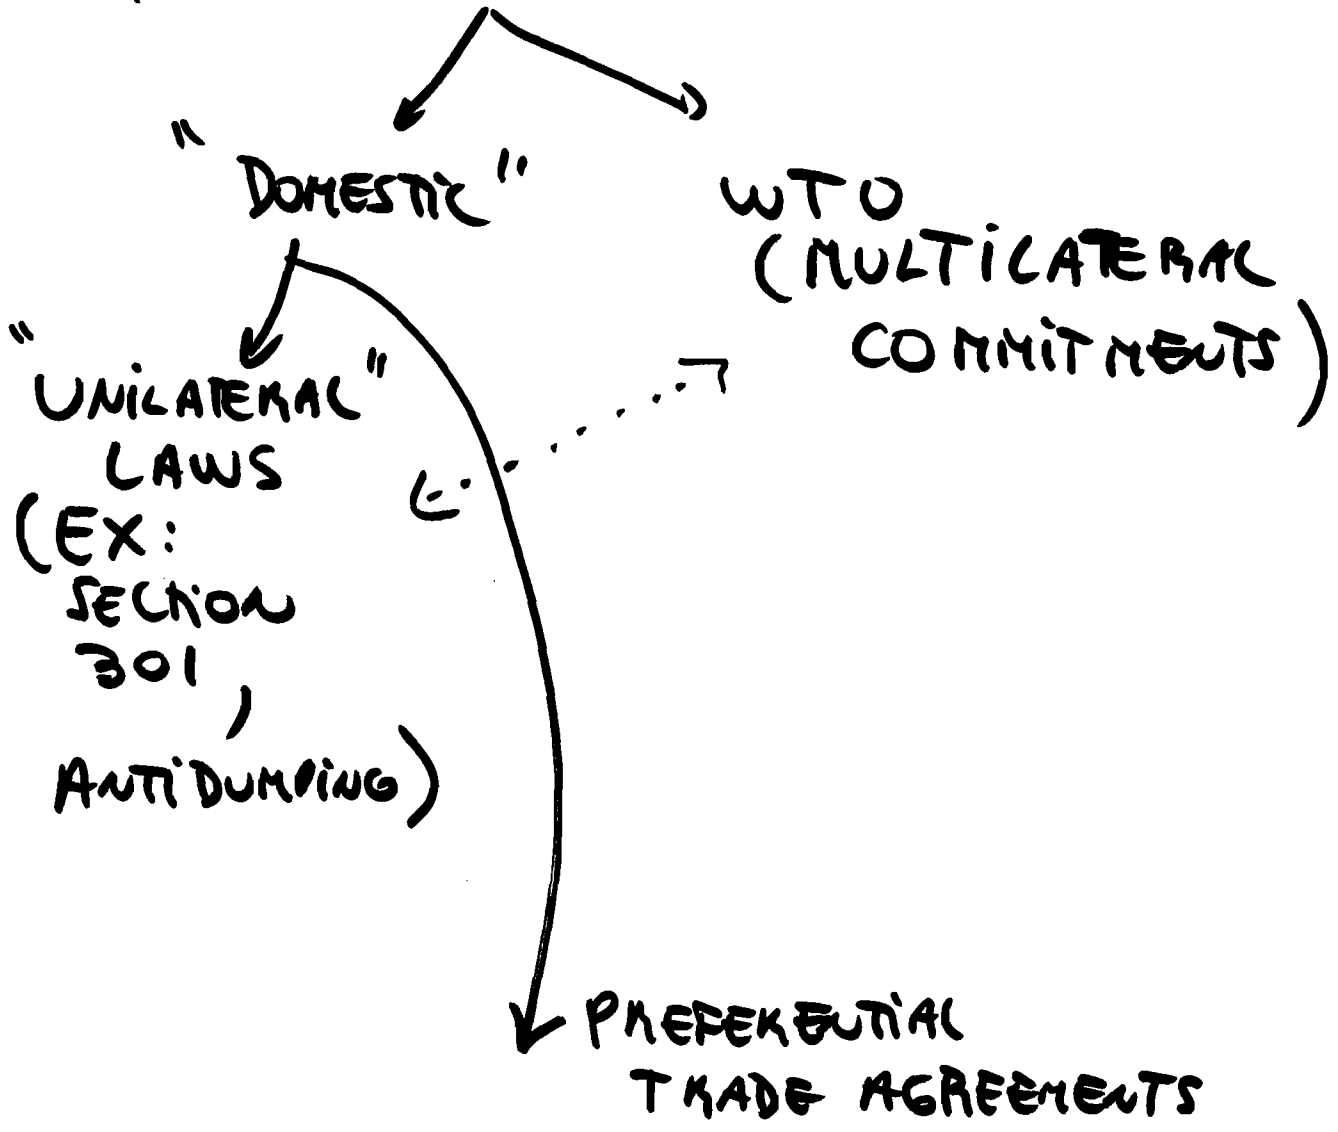 "DOMESTIC"
WTO
(MULTILATERAL
COMMITMENTS)
"UNILATERAL"
LAWS
(EX:
SECTION
301,
ANTIDUMPING)
PREFERENTIAL
TRADE AGREEMENTS